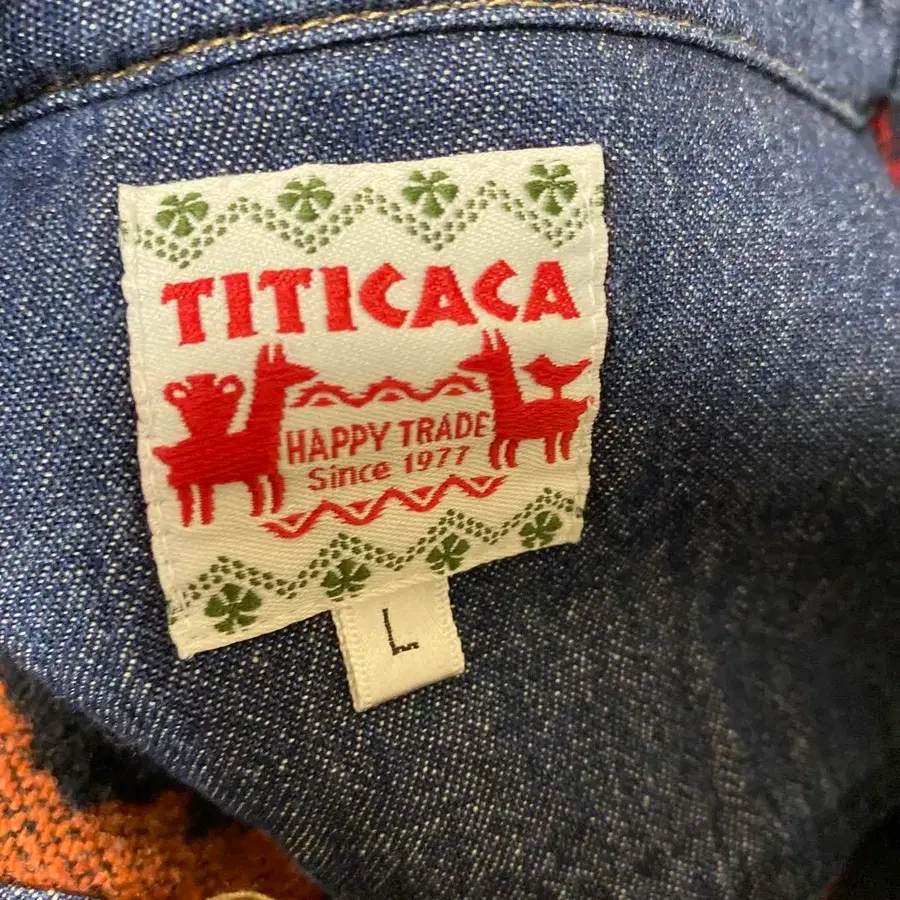 TITICACA
HAPPY TRADE
Since 1977
L